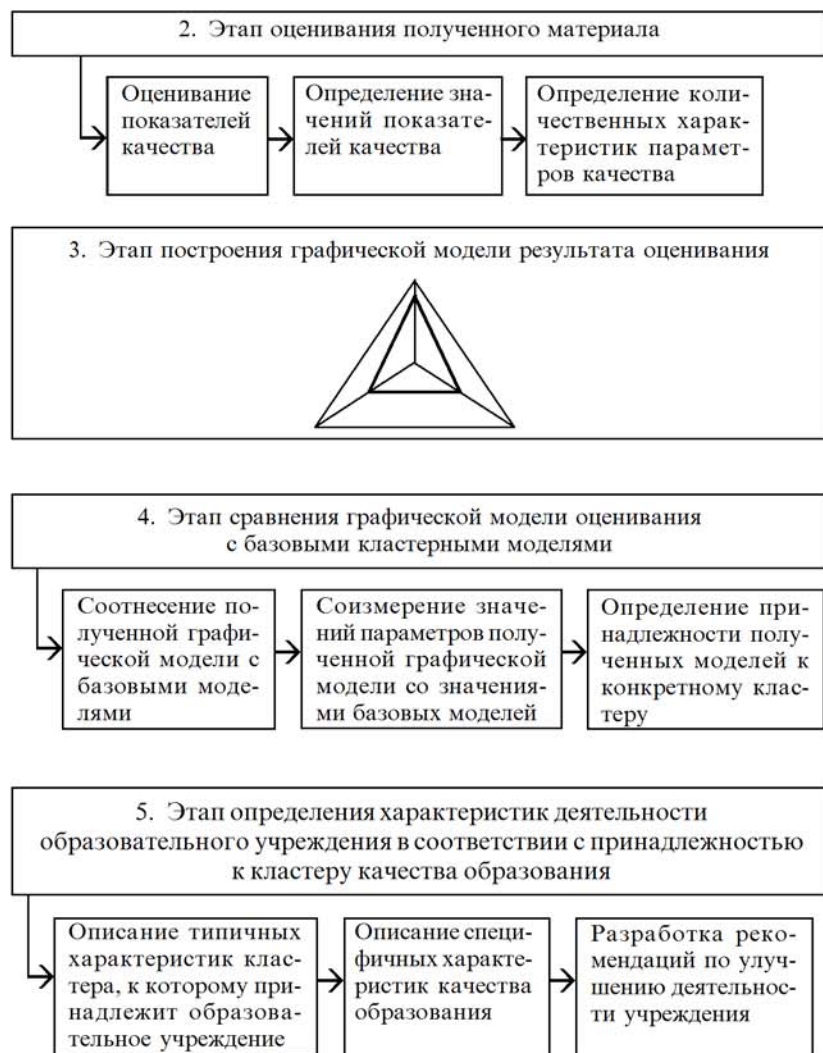 2. Этап оценивания полученного материала
Оценивание
показателей
качества
Определение зна-
чений показате-
лей качества
Определение коли-
чественных харак-
теристик парамет-
ров качества
3. Этап построения графической модели результата оценивания
4. Этап сравнения графической модели оценивания
с базовыми кластерными моделями
Соотнесение по-
лученной графи-
ческой модели с
базовыми моде-
лями
Соизмерение значе-
ний параметров полу-
ченной графической
модели со значения-
ми базовых моделей
Определение при-
надлежности полу-
ченных моделей к
конкретному класте-
ру
5. Этап определения характеристик деятельности
образовательного учреждения в соответствии с принадлежностью
к кластеру качества образования
Описание типичных
характеристик клас-
тера, к которому при-
надлежит образова-
тельное учреждение
Описание специ-
фичных характе-
ристик качества
образования
Разработка реко-
мендаций по улуч-
шению деятельнос-
ти учреждения